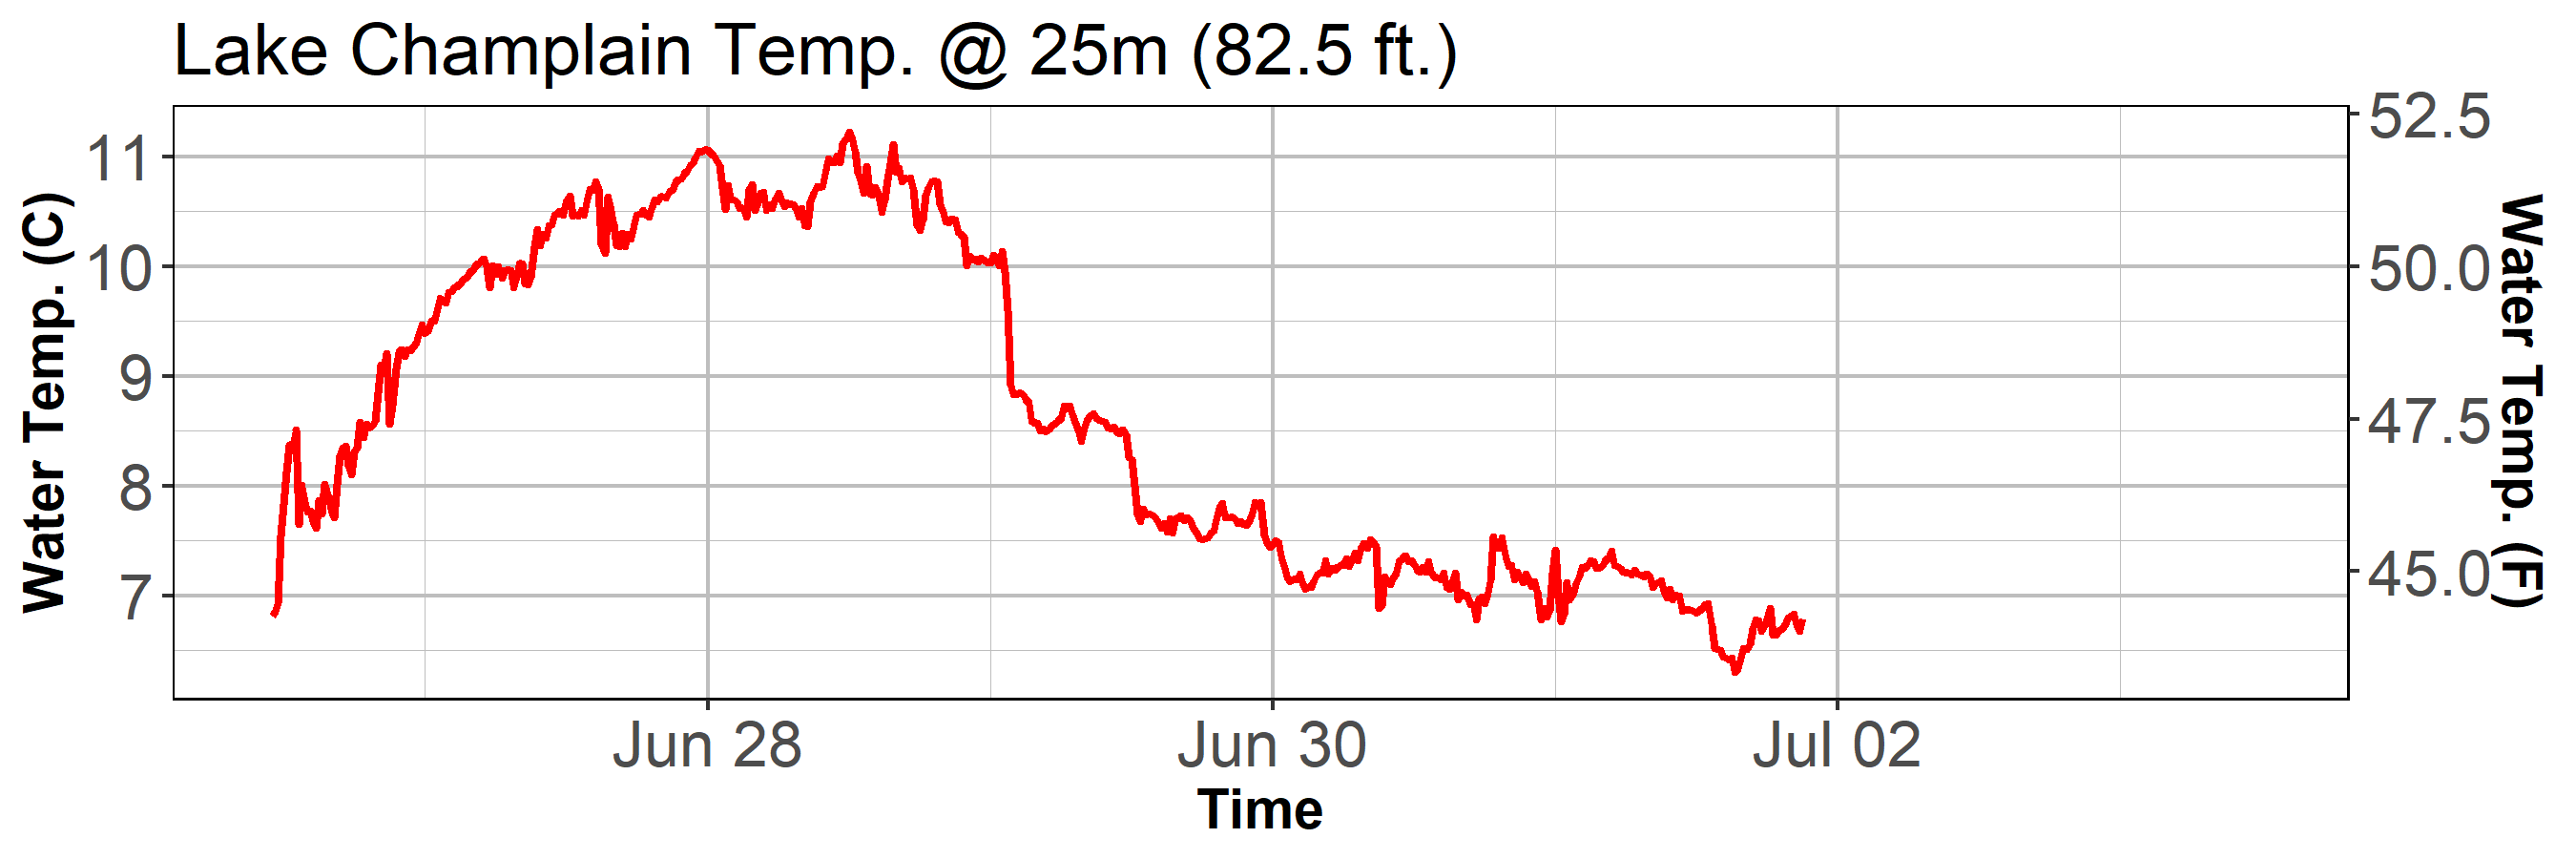 Lake Champlain Temp. @ 25m (82.5 ft.)
Water Temp. (C)
11
10
9
8
7
52.5
50.0
47.5
45.0
Water Temp. (F)
Jun 28
Jun 30
Jul 02
Time